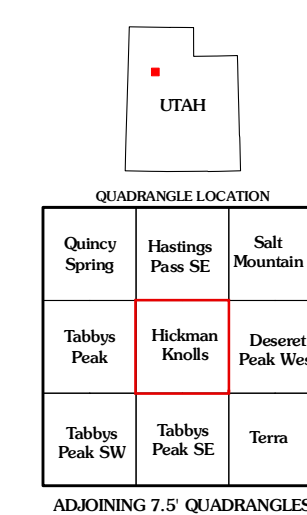 UTAH
QUADRANGLE LOCATION
Quincy
Spring
Hastings
Pass SE
Salt
Mountain
Tabbys
Peak
Hickman
Knolls
Deseret
Peak Wes
Tabbys
Peak SW
Tabbys
Peak SE
Terra
ADJOINING 7.5' QUADRANGLES